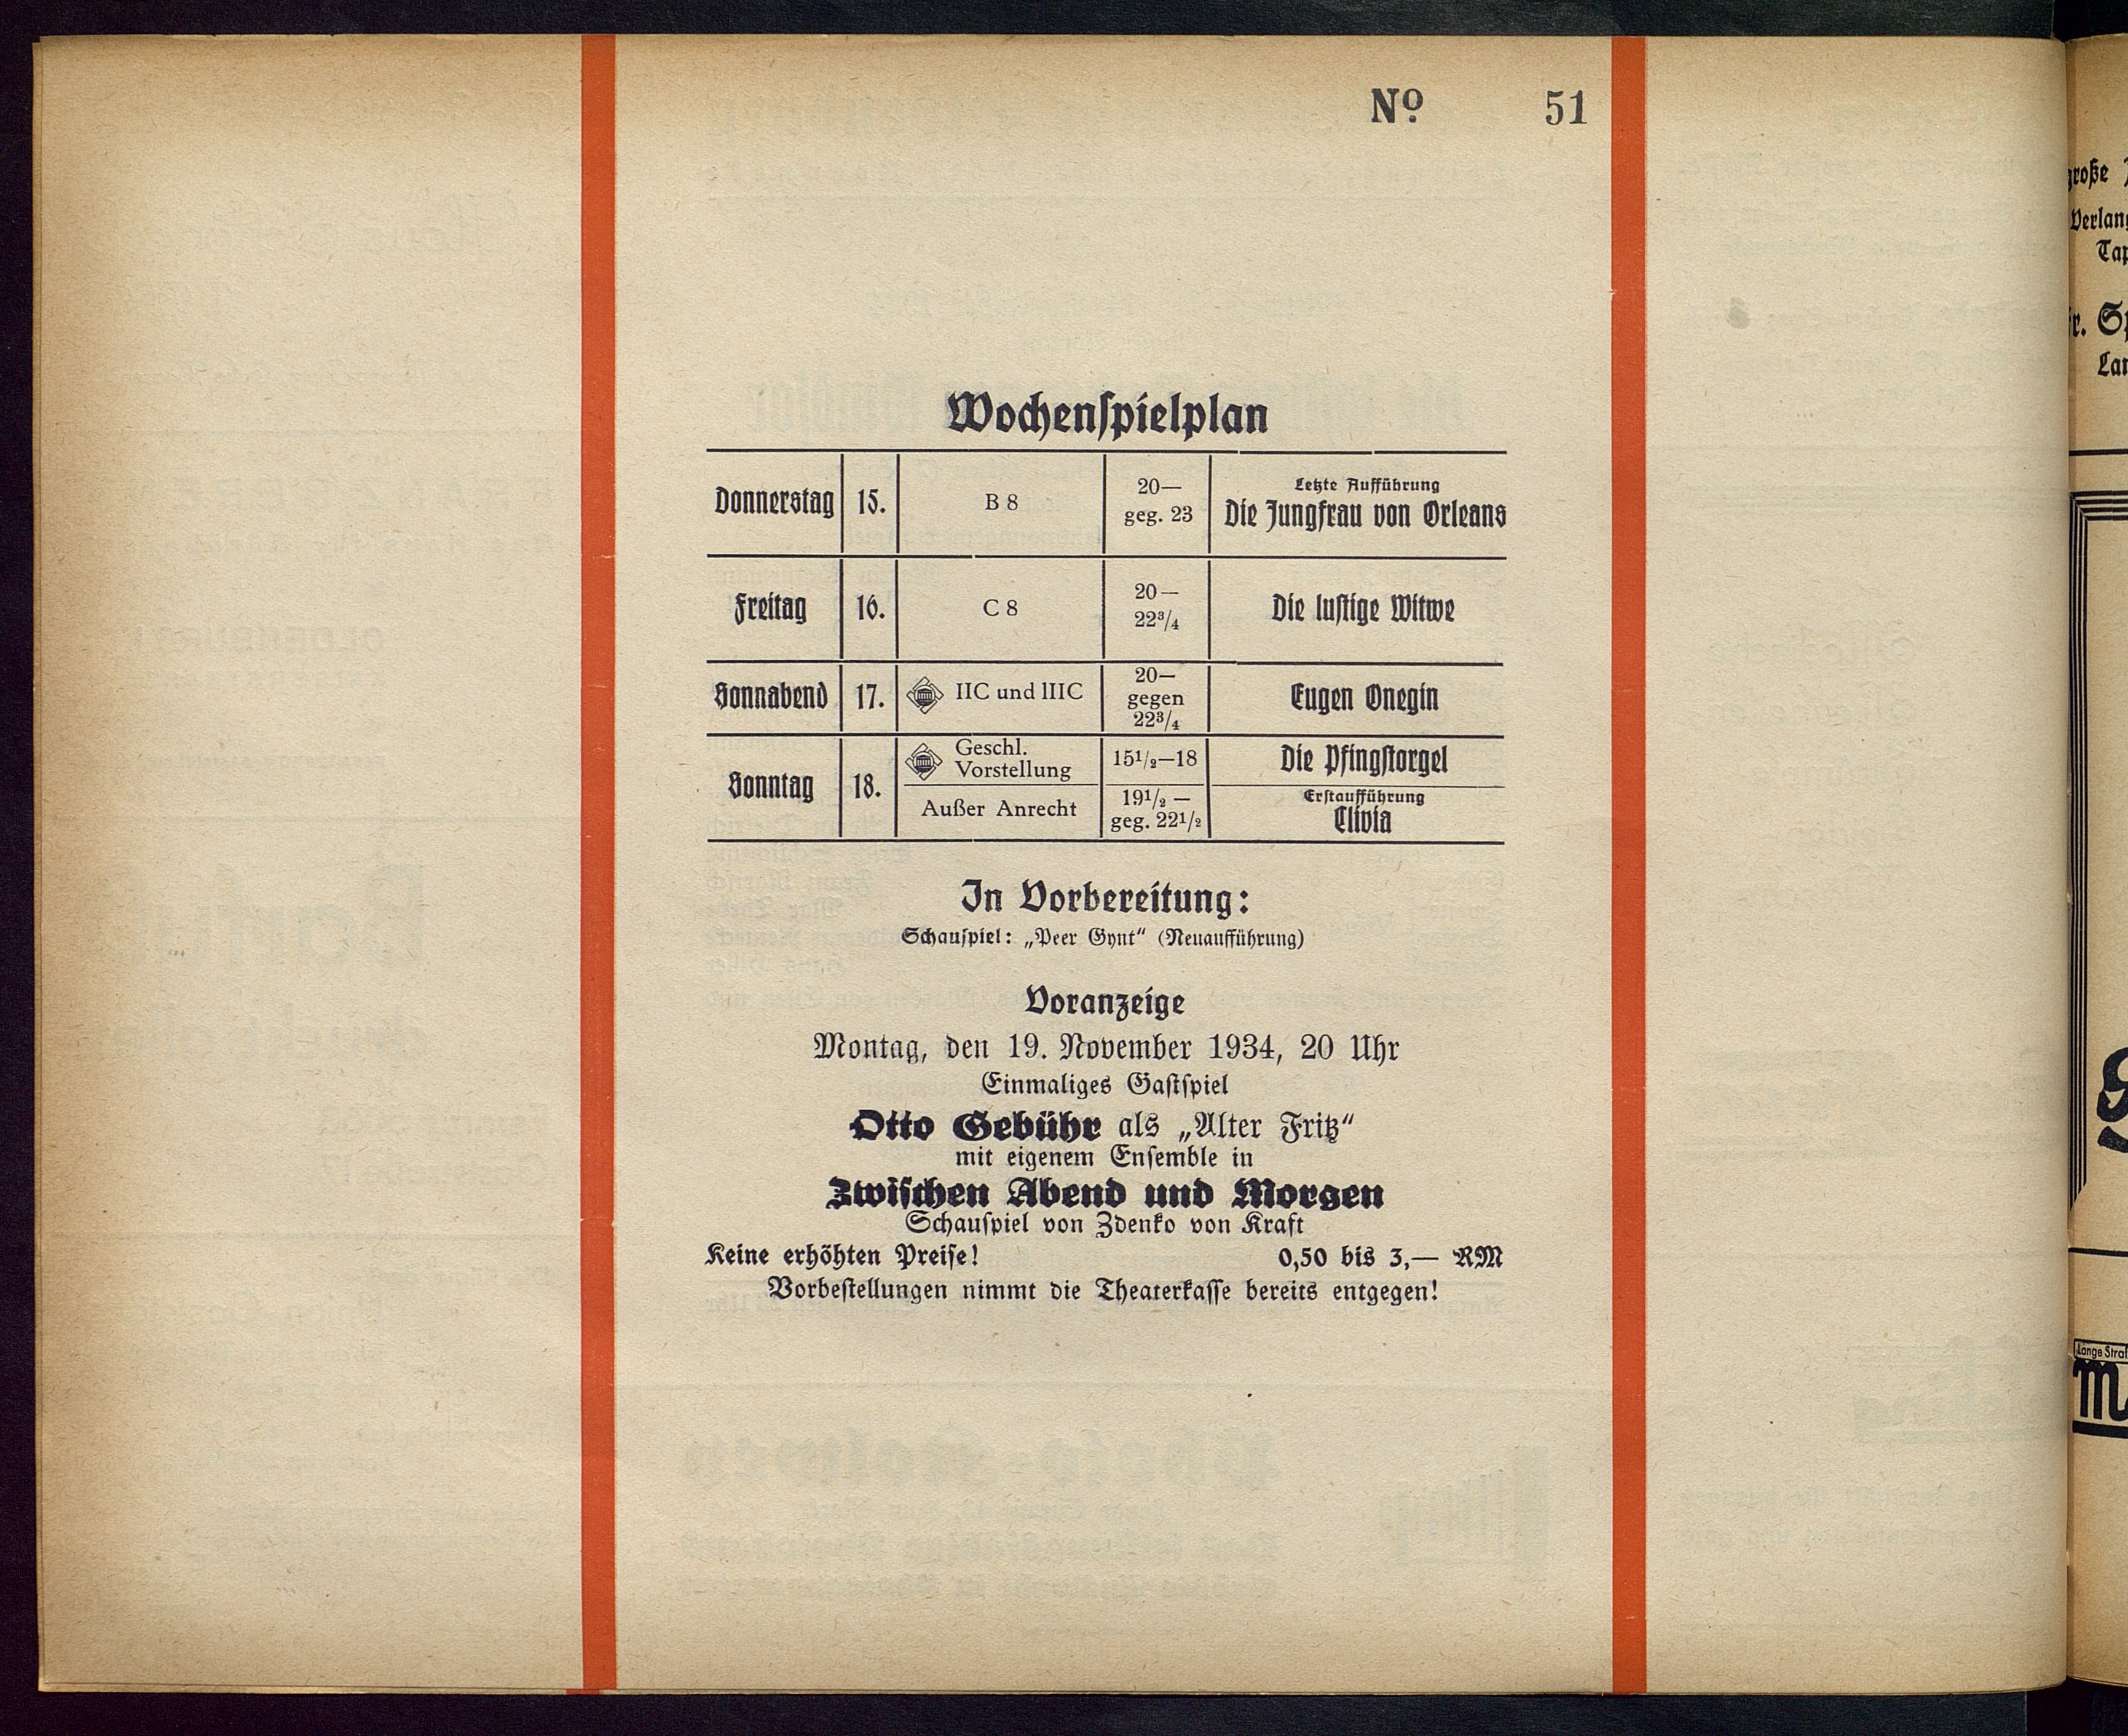 No 51
Wochenspielplan
Donnerstag 15. B 8 20— geg. 23 Letzte Aufführung Die Jungfrau von Orleans
Freitag 16. C 8 20— 22³/₄ Die lustige Witwe
Sonnabend 17. IIC und IIIC 20— gegen 22³/₄ Eugen Onegin
Sonntag 18. Geschl. Vorstellung 15¹/₂—18 Die Pfingstorgel
Außer Anrecht 19¹/₂— geg. 22¹/₂ Erstaufführung Clivia
In Vorbereitung:
Schauspiel: „Peer Gynt“ (Neuaufführung)
Voranzeige
Montag, den 19. November 1934, 20 Uhr
Einmaliges Gastspiel
Otto Gebühr als „Alter Fritz“
mit eigenem Ensemble in
Zwischen Abend und Morgen
Schauspiel von Zdenko von Kraft
Keine erhöhten Preise! 0,50 bis 3,— RM
Vorbestellungen nimmt die Theaterkasse bereits entgegen!
große
Lange